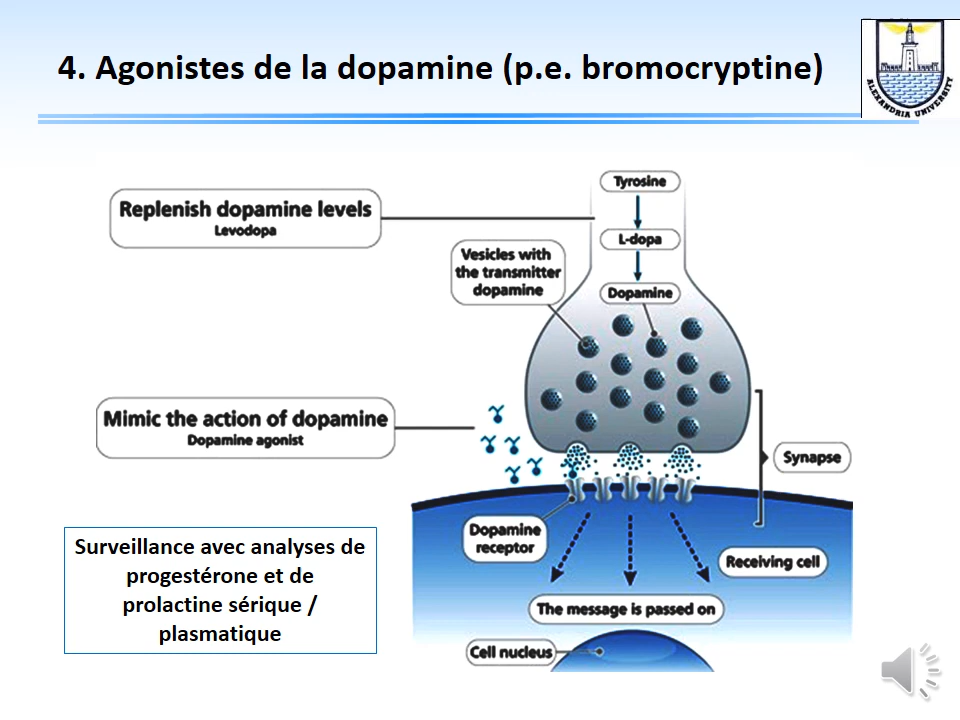 4. Agonistes de la dopamine (p.e. bromocryptine)
ALEXANDRIA UNIVERSITY
Tyrosine
Replenish dopamine levels
Levodopa
L-dopa
Vesicles with
the transmitter
dopamine
Dopamine
Mimic the action of dopamine
Dopamine agonist
Synapse
Dopamine
receptor
Surveillance avec analyses de
progestérone et de
prolactine sérique /
plasmatique
Receiving cell
The message is passed on
Cell nucleus